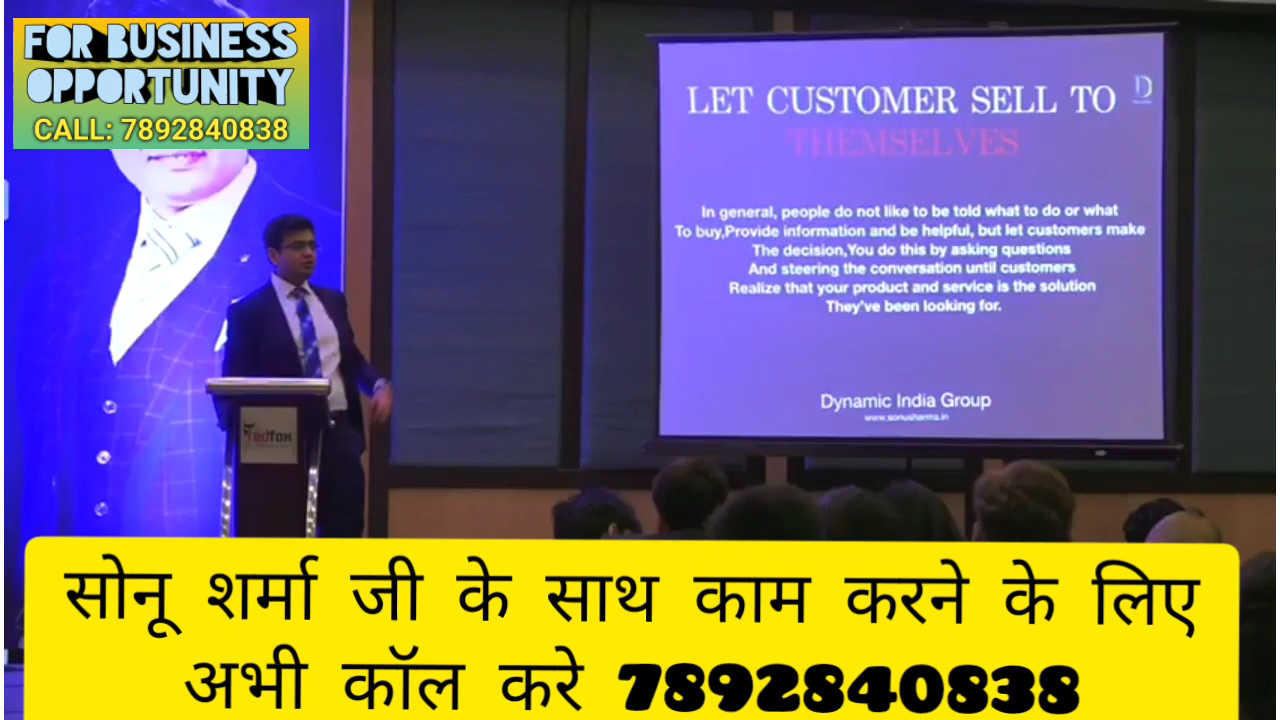 FOR BUSINESS
OPPORTUNITY
CALL: 7892840838
LET CUSTOMER SELL TO
THEMSELVES
In general, people do not like to be told what to do or what
To buy,Provide information and be helpful, but let customers make
The decision,You do this by asking questions
And steering the conversation until customers
Realize that your product and service is the solution
They've been looking for.
Dynamic India Group
www.sonusharma.in
redfox
सोनू शर्मा जी के साथ काम करने के लिए
अभी कॉल करे 7892840838